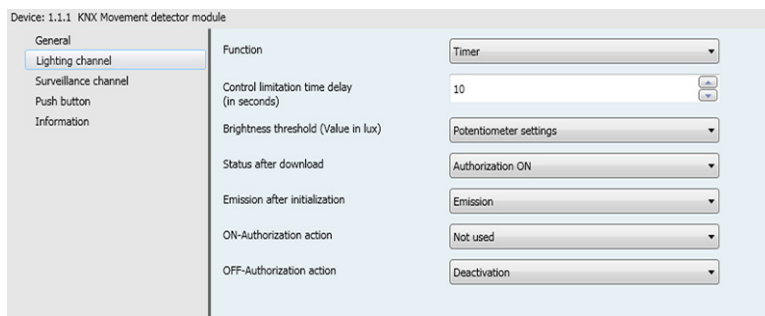 Device: 1.1.1 KNX Movement detector module
General
Lighting channel
Surveillance channel
Push button
Information
Function
Timer
Control limitation time delay
(in seconds)
10
Brightness threshold (Value in lux)
Potentiometer settings
Status after download
Authorization ON
Emission after initialization
Emission
ON-Authorization action
Not used
OFF-Authorization action
Deactivation